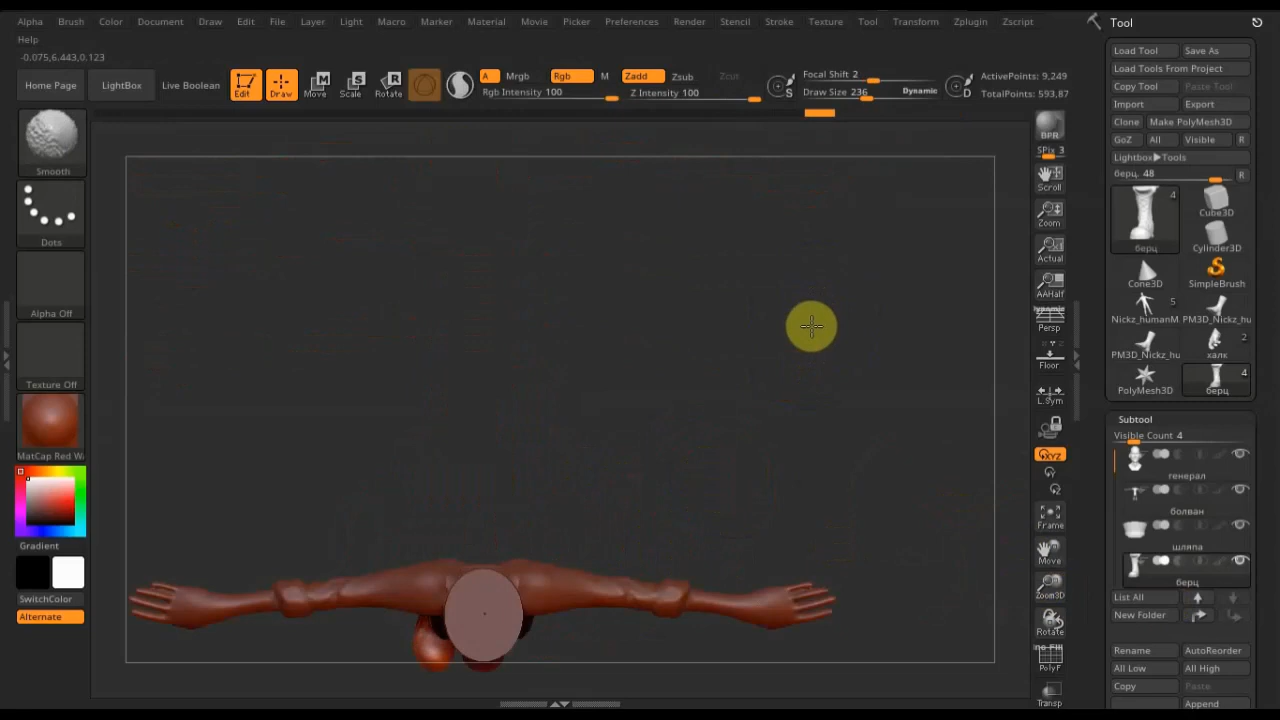 Alpha Brush Color Document Draw Edit File Layer Light Macro Marker Material Movie Picker Preferences Render Stencil Stroke Texture Tool Transform Zplugin Zscript
Help
-0,075,6,443,0,123
Home Page
LightBox
Live Boolean
Edit
Draw
Move
Scale
Rotate
A
Mrgb
Rgb
M
Rgb Intensity 100
Zadd
Zsub
Zcut
Z Intensity 100
S
Focal Shift 2
Draw Size 236
Dynamic
D
ActivePoints: 9,249
TotalPoints: 593,87
Smooth
Dots
Alpha Off
Texture Off
MatCap Red Wa
Gradient
SwitchColor
Alternate
BPR
SPix 3
Scroll
Zoom
Actual
AAHalf
Persp
Floor
L.Sym
XYZ
Y
Z
Frame
Move
Zoom3D
Rotate
PolyF
Transp
Tool
Load Tool
Save As
Load Tools From Project
Copy Tool
Paste Tool
Import
Export
Clone
Make PolyMesh3D
GoZ
All
Visible
R
Lightbox▶Tools
берц. 48
R
4
берц
Cube3D
Cylinder3D
Cone3D
SimpleBrush
5
Nickz_humanM
PM3D_Nickz_hu
2
PM3D_Nickz_hu
халк
4
PolyMesh3D
берц
Subtool
Visible Count 4
генерал
болван
шляпа
берц
List All
New Folder
Rename
AutoReorder
All Low
All High
Copy
Paste
Append